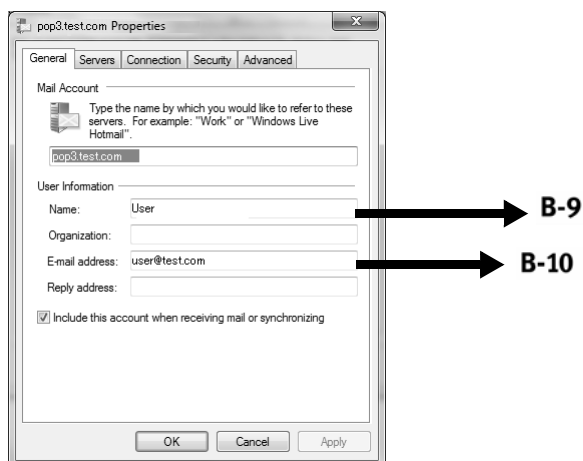 pop3.test.com Properties
x
General Servers Connection Security Advanced
Mail Account
Type the name by which you would like to refer to these
servers. For example: "Work" or "Windows Live
Hotmail".
pop3.test.com
User Information
Name: User
B-9
Organization:
E-mail address: user@test.com
B-10
Reply address:
Include this account when receiving mail or synchronizing
OK Cancel Apply